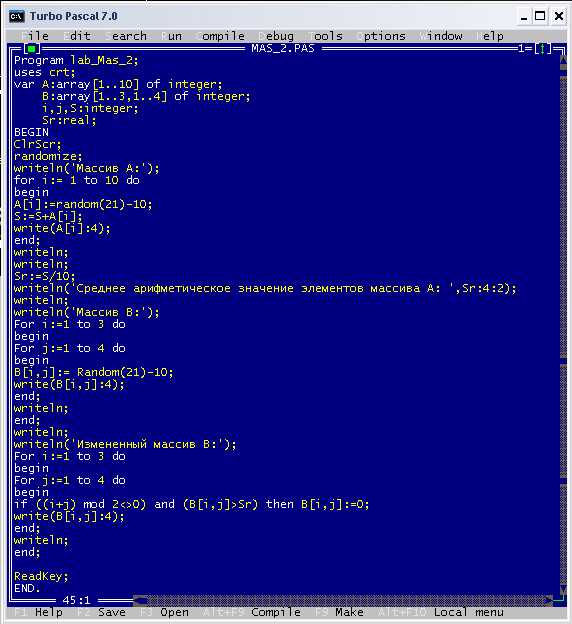 Turbo Pascal 7.0
File Edit Search Run Compile Debug Tools Options Window Help
MAS_2.PAS 1=[↑]
Program lab_Mas_2;
uses crt;
var A:array[1..10] of integer;
B:array[1..3,1..4] of integer;
i,j,S:integer;
Sr:real;
BEGIN
ClrScr;
randomize;
writeln('Массив A:');
for i:= 1 to 10 do
begin
A[i]:=random(21)-10;
S:=S+A[i];
write(A[i]:4);
end;
writeln;
writeln;
Sr:=S/10;
writeln('Среднее арифметическое значение элементов массива A: ',Sr:4:2);
writeln;
writeln('Массив B:');
For i:=1 to 3 do
begin
For j:=1 to 4 do
begin
B[i,j]:= Random(21)-10;
write(B[i,j]:4);
end;
writeln;
end;
writeln;
writeln('Измененный массив B:');
For i:=1 to 3 do
begin
For j:=1 to 4 do
begin
if ((i+j) mod 2<>0) and (B[i,j]>Sr) then B[i,j]:=0;
write(B[i,j]:4);
end;
writeln;
end;
ReadKey;
END.
45:1
F1 Help F2 Save F3 Open Alt+F9 Compile F9 Make Alt+F10 Local menu